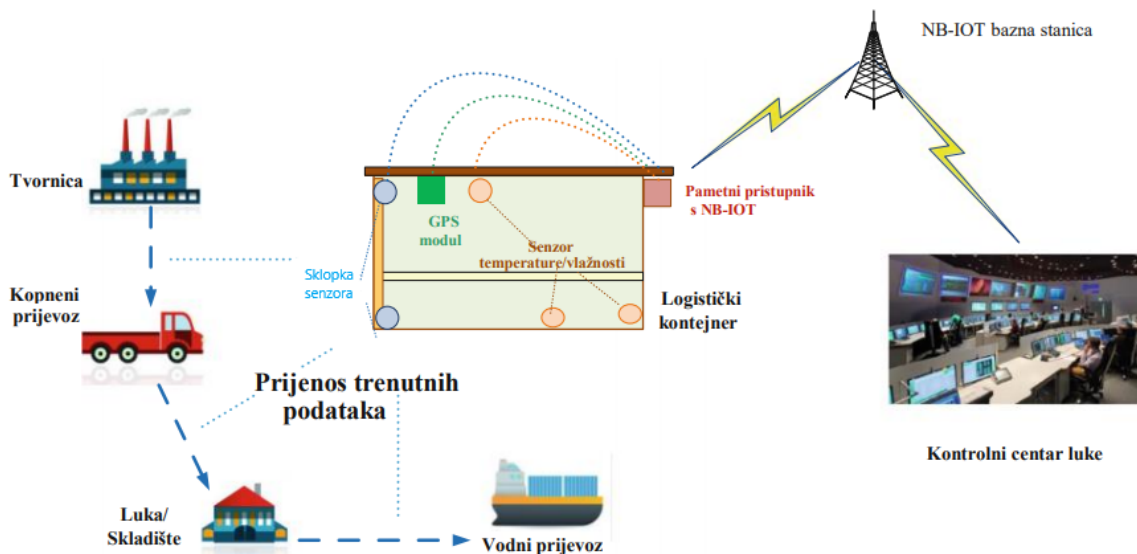 NB-IOT bazna stanica
Tvornica
Pametni pristupnik
s NB-IOT
GPS
modul
Senzor
temperature/vlažnosti
Sklopka
senzora
Kopneni
prijevoz
Logistički
kontejner
Prijenos trenutnih
podataka
Kontrolni centar luke
Luka/
Skladište
Vodni prijevoz